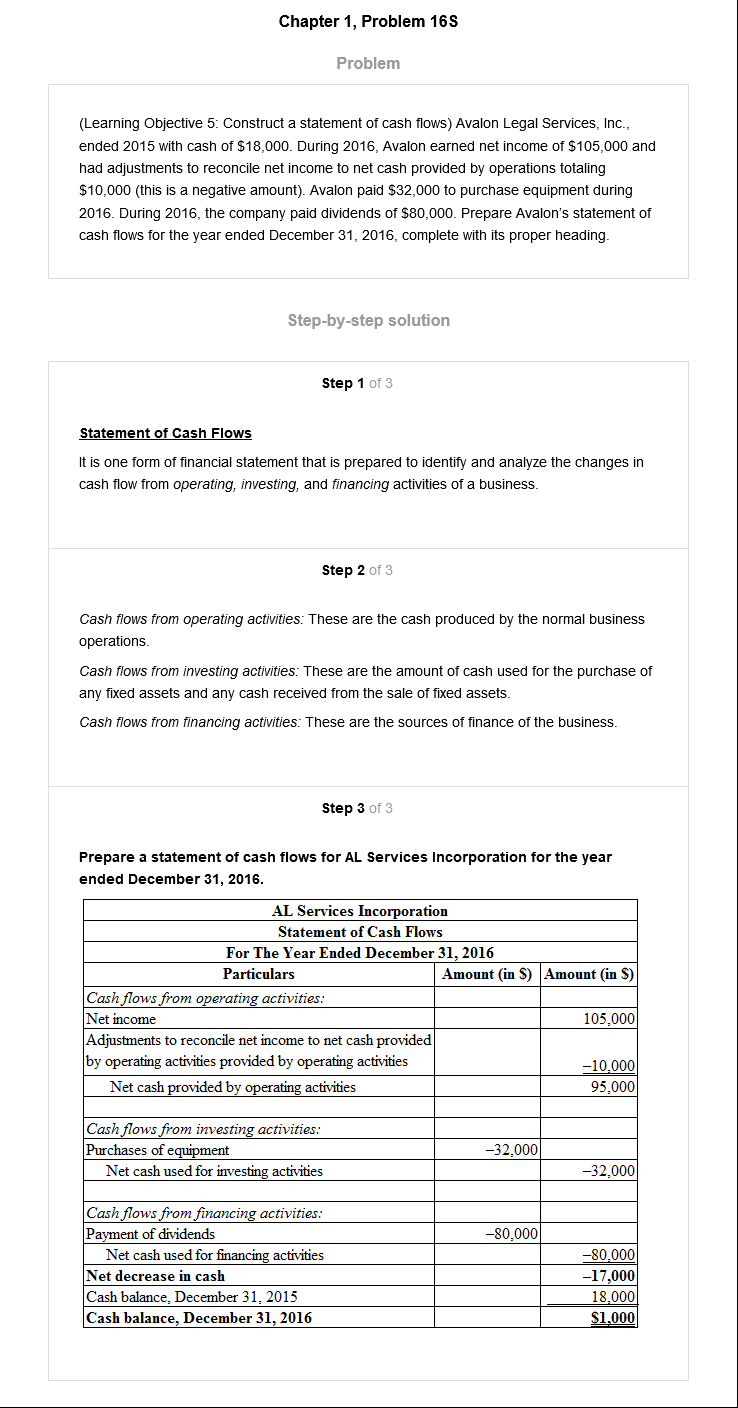 Chapter 1, Problem 16S
Problem
(Learning Objective 5: Construct a statement of cash flows) Avalon Legal Services, Inc.,
ended 2015 with cash of $18,000. During 2016, Avalon earned net income of $105,000 and
had adjustments to reconcile net income to net cash provided by operations totaling
$10,000 (this is a negative amount). Avalon paid $32,000 to purchase equipment during
2016. During 2016, the company paid dividends of $80,000. Prepare Avalon's statement of
cash flows for the year ended December 31, 2016, complete with its proper heading.
Step-by-step solution
Step 1 of 3
Statement of Cash Flows
It is one form of financial statement that is prepared to identify and analyze the changes in
cash flow from operating, investing, and financing activities of a business.
Step 2 of 3
Cash flows from operating activities: These are the cash produced by the normal business
operations.
Cash flows from investing activities: These are the amount of cash used for the purchase of
any fixed assets and any cash received from the sale of fixed assets.
Cash flows from financing activities: These are the sources of finance of the business.
Step 3 of 3
Prepare a statement of cash flows for AL Services Incorporation for the year
ended December 31, 2016.
AL Services Incorporation
Statement of Cash Flows
For The Year Ended December 31, 2016
Particulars Amount (in $) Amount (in $)
Cash flows from operating activities:
Net income 105,000
Adjustments to reconcile net income to net cash provided
by operating activities provided by operating activities –10,000
Net cash provided by operating activities 95,000
Cash flows from investing activities:
Purchases of equipment –32,000
Net cash used for investing activities –32,000
Cash flows from financing activities:
Payment of dividends –80,000
Net cash used for financing activities –80,000
Net decrease in cash –17,000
Cash balance, December 31, 2015 18,000
Cash balance, December 31, 2016 $1,000